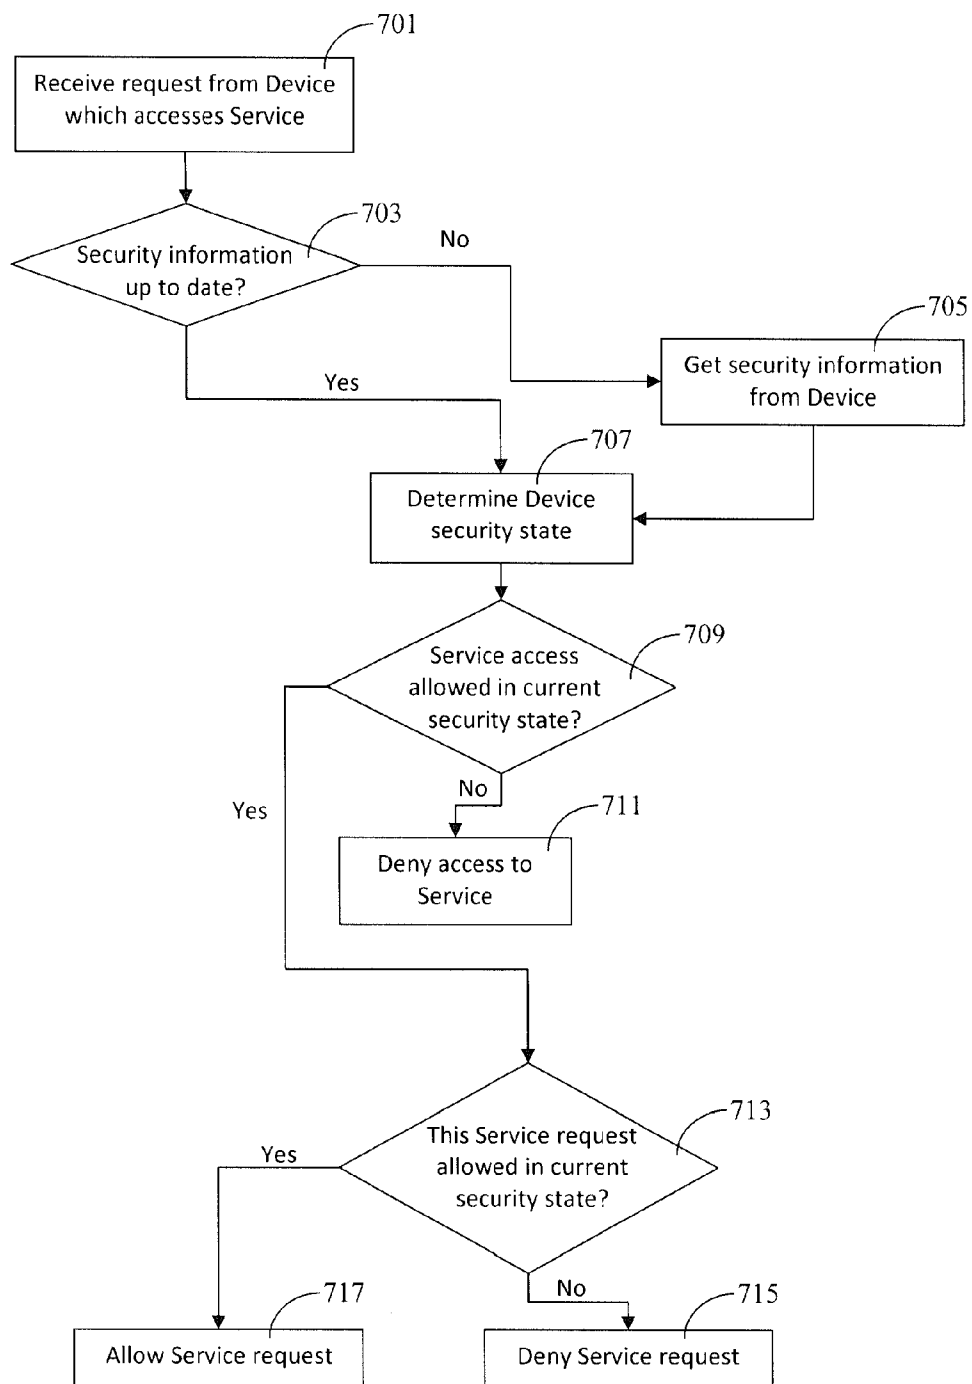 701
Receive request from Device
which accesses Service
703
Security information
up to date?
No
705
Get security information
from Device
Yes
707
Determine Device
security state
709
Service access
allowed in current
security state?
No
Yes
711
Deny access to
Service
713
This Service request
allowed in current
security state?
Yes
No
717
Allow Service request
715
Deny Service request